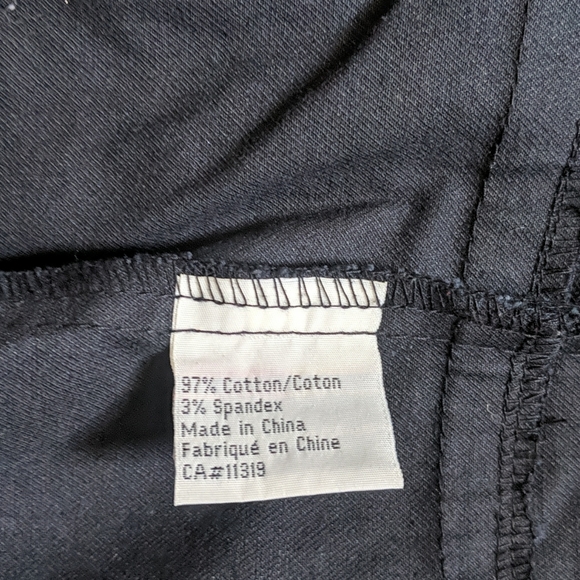 97% Cotton/Coton
3% Spandex
Made in China
Fabriqué en Chine
CA#11319